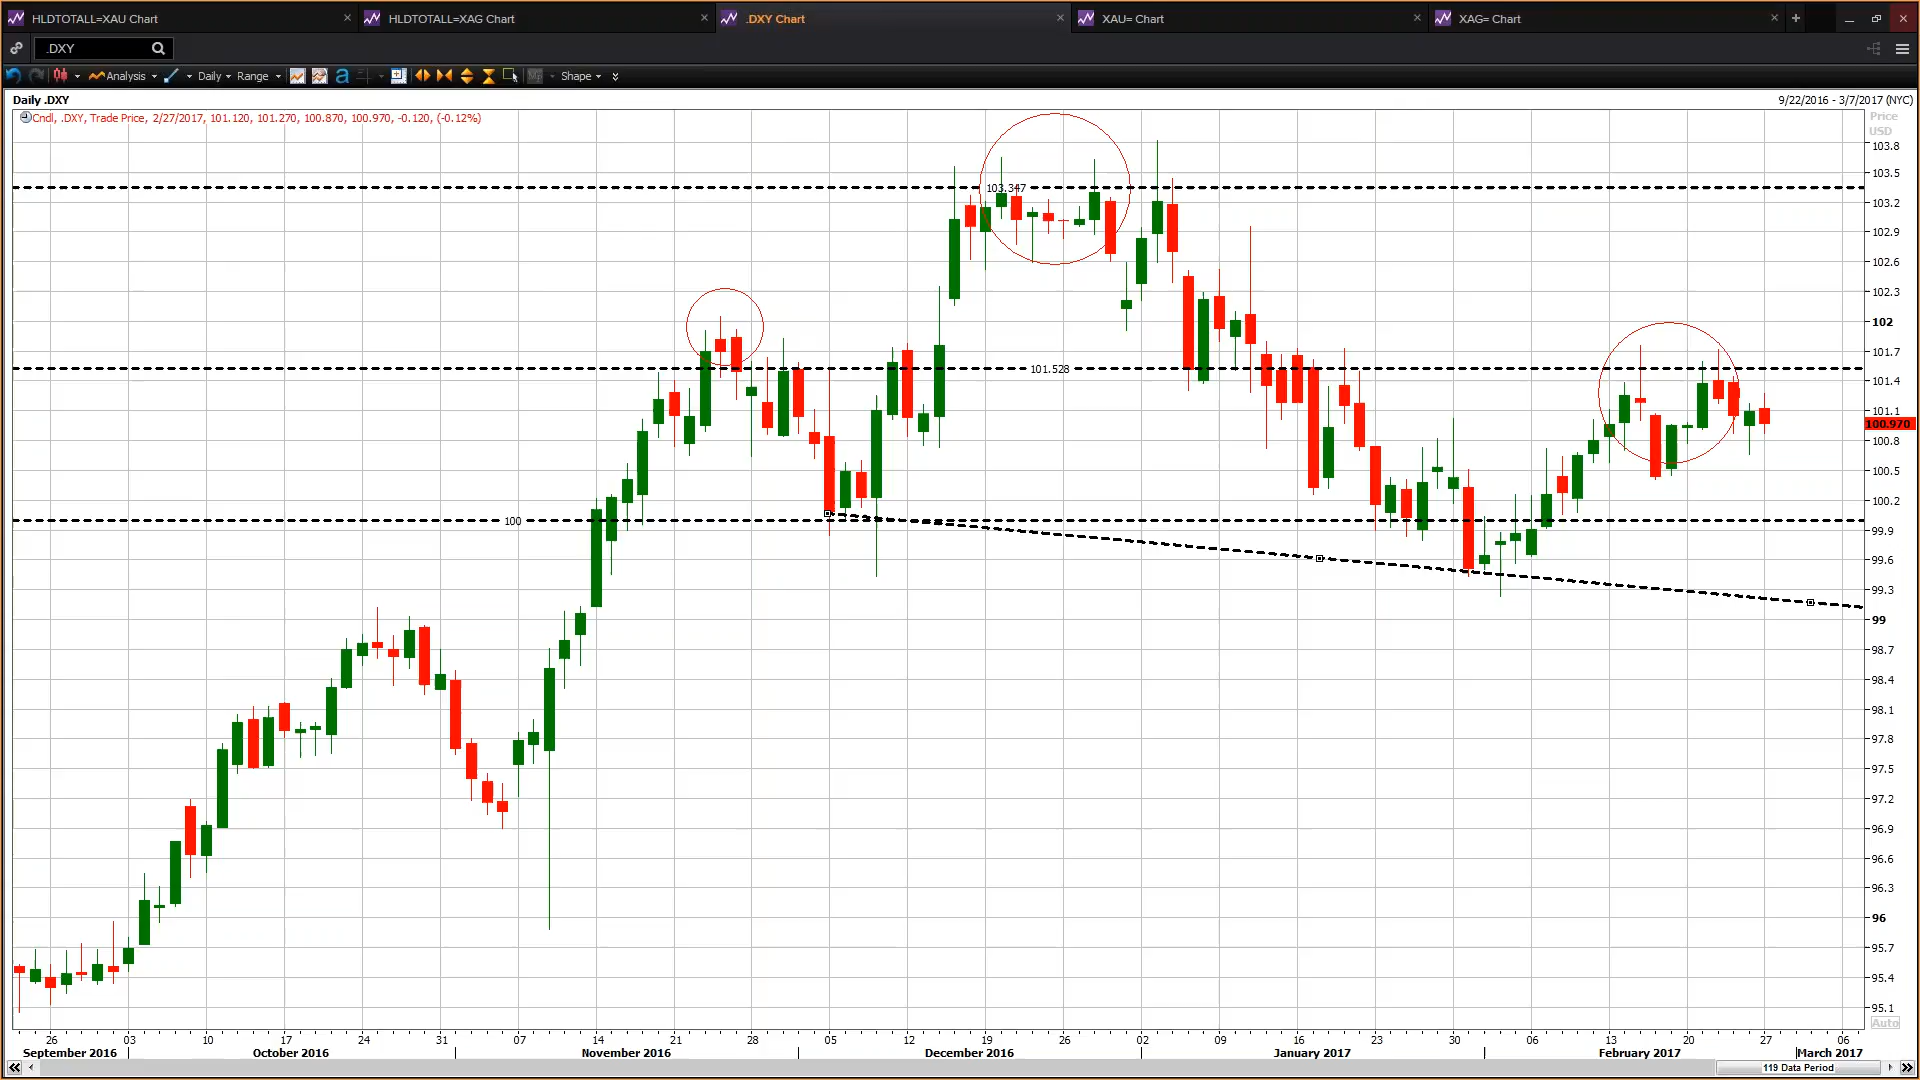 HLDTOTALL=XAU Chart
HLDTOTALL=XAG Chart
.DXY Chart
XAU= Chart
XAG= Chart
.DXY
Analysis
Daily
Range
a
Shape
Daily .DXY
9/22/2016 - 3/7/2017 (NYC)
Cndl, .DXY, Trade Price, 2/27/2017, 101.120, 101.270, 100.870, 100.970, -0.120, (-0.12%)
Price
USD
103.8
103.5
103.347
103.2
102.9
102.6
102.3
102
101.7
101.528
101.4
101.1
100.970
100.8
100.5
100.2
100
99.9
99.6
99.3
99
98.7
98.4
98.1
97.8
97.5
97.2
96.9
96.6
96.3
96
95.7
95.4
95.1
Auto
26 03 10 17 24 31 07 14 21 28 05 12 19 26 02 09 16 23 30 06 13 20 27 06
September 2016 October 2016 November 2016 December 2016 January 2017 February 2017 March 2017
119 Data Period